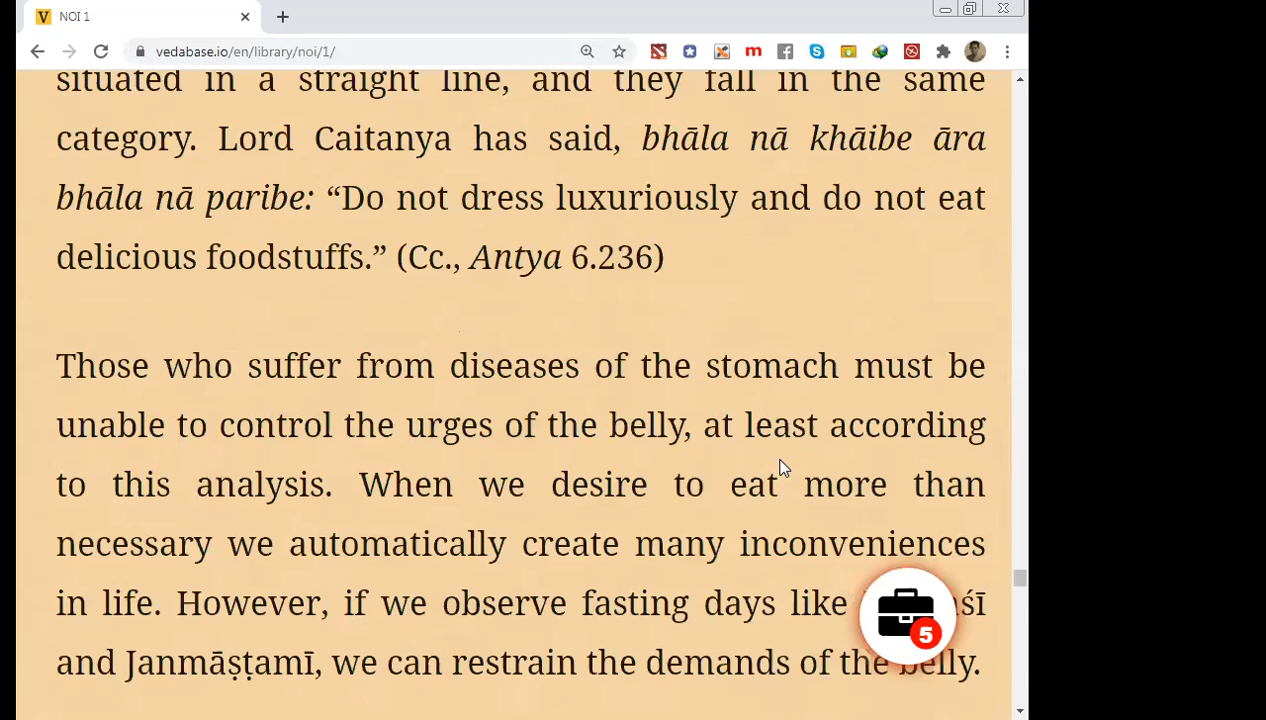 NOI 1
vedabase.io/en/library/noi/1/
situated in a straight line, and they fall in the same
category. Lord Caitanya has said, bhāla nā khāibe āra
bhāla nā paribe: “Do not dress luxuriously and do not eat
delicious foodstuffs.” (Cc., Antya 6.236)
Those who suffer from diseases of the stomach must be
unable to control the urges of the belly, at least according
to this analysis. When we desire to eat more than
necessary we automatically create many inconveniences
in life. However, if we observe fasting days like
and Janmāṣṭamī, we can restrain the demands of the belly.
5